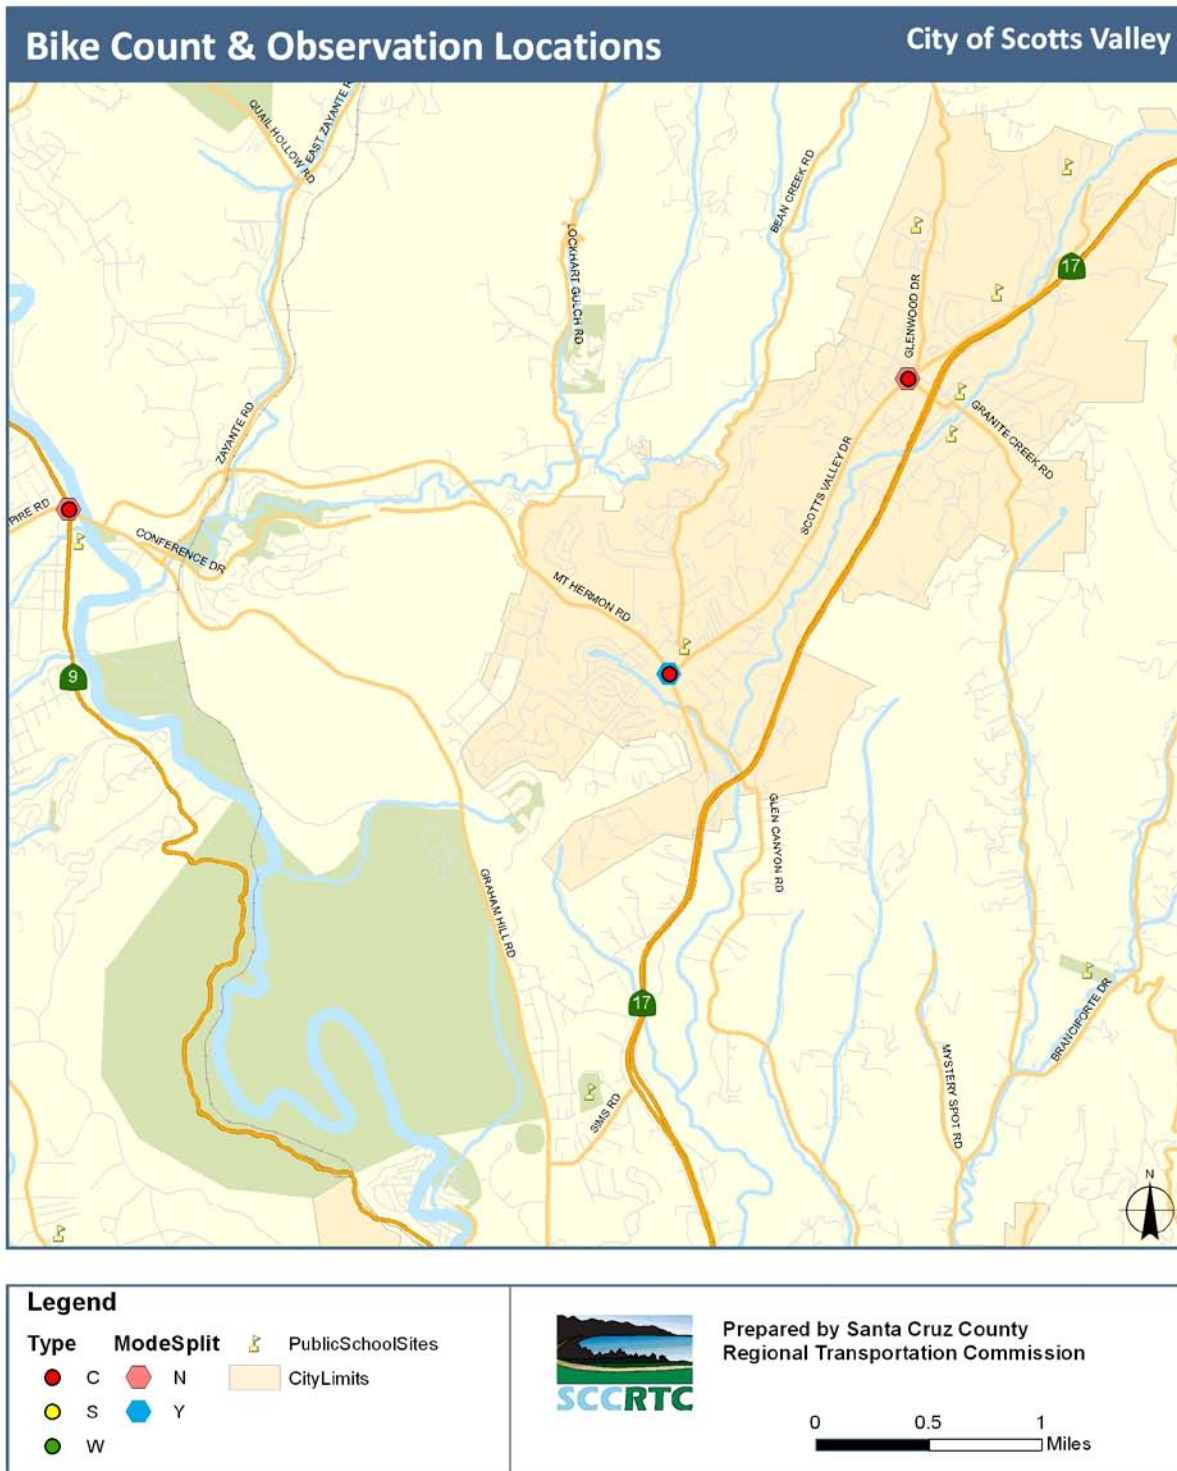 Bike Count & Observation Locations
City of Scotts Valley
QUAIL HOLLOW RD
EAST ZAYANTE R
LOCKHART GULCH RD
BEAN CREEK RD
17
GLENWOOD DR
ZAYANTE RD
GRANITE CREEK RD
SCOTTS VALLEY DR
PIRE RD
CONFERENCE DR
MT HERMON RD
9
GLEN CANYON RD
GRAHAM HILL RD
17
BRANCIFORTE DR
MYSTERY SPOT RD
SIMS RD
N
Legend
Type ModeSplit PublicSchoolSites
C N CityLimits
S Y
W
SCCRTC
Prepared by Santa Cruz County
Regional Transportation Commission
0 0.5 1
Miles